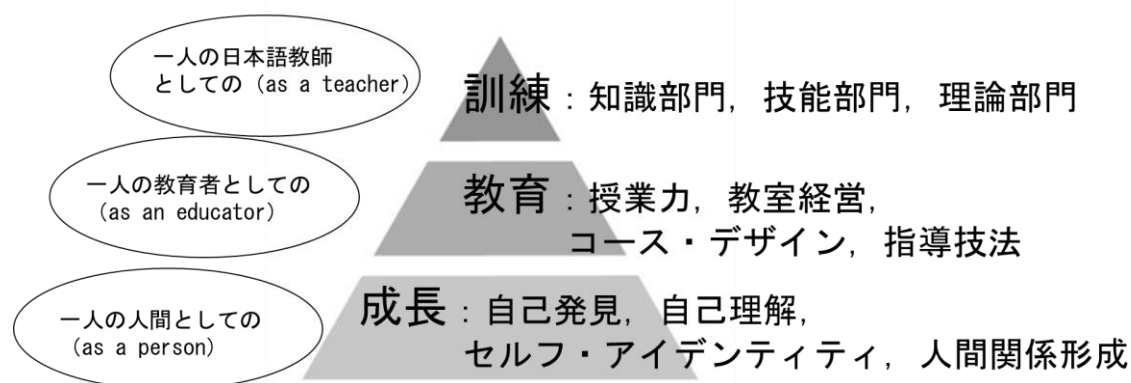 一人の日本語教師
としての (as a teacher)
訓練：知識部門，技能部門，理論部門
一人の教育者としての
(as an educator)
教育：授業力，教室経営，
コース・デザイン，指導技法
一人の人間としての
(as a person)
成長：自己発見，自己理解，
セルフ・アイデンティティ，人間関係形成